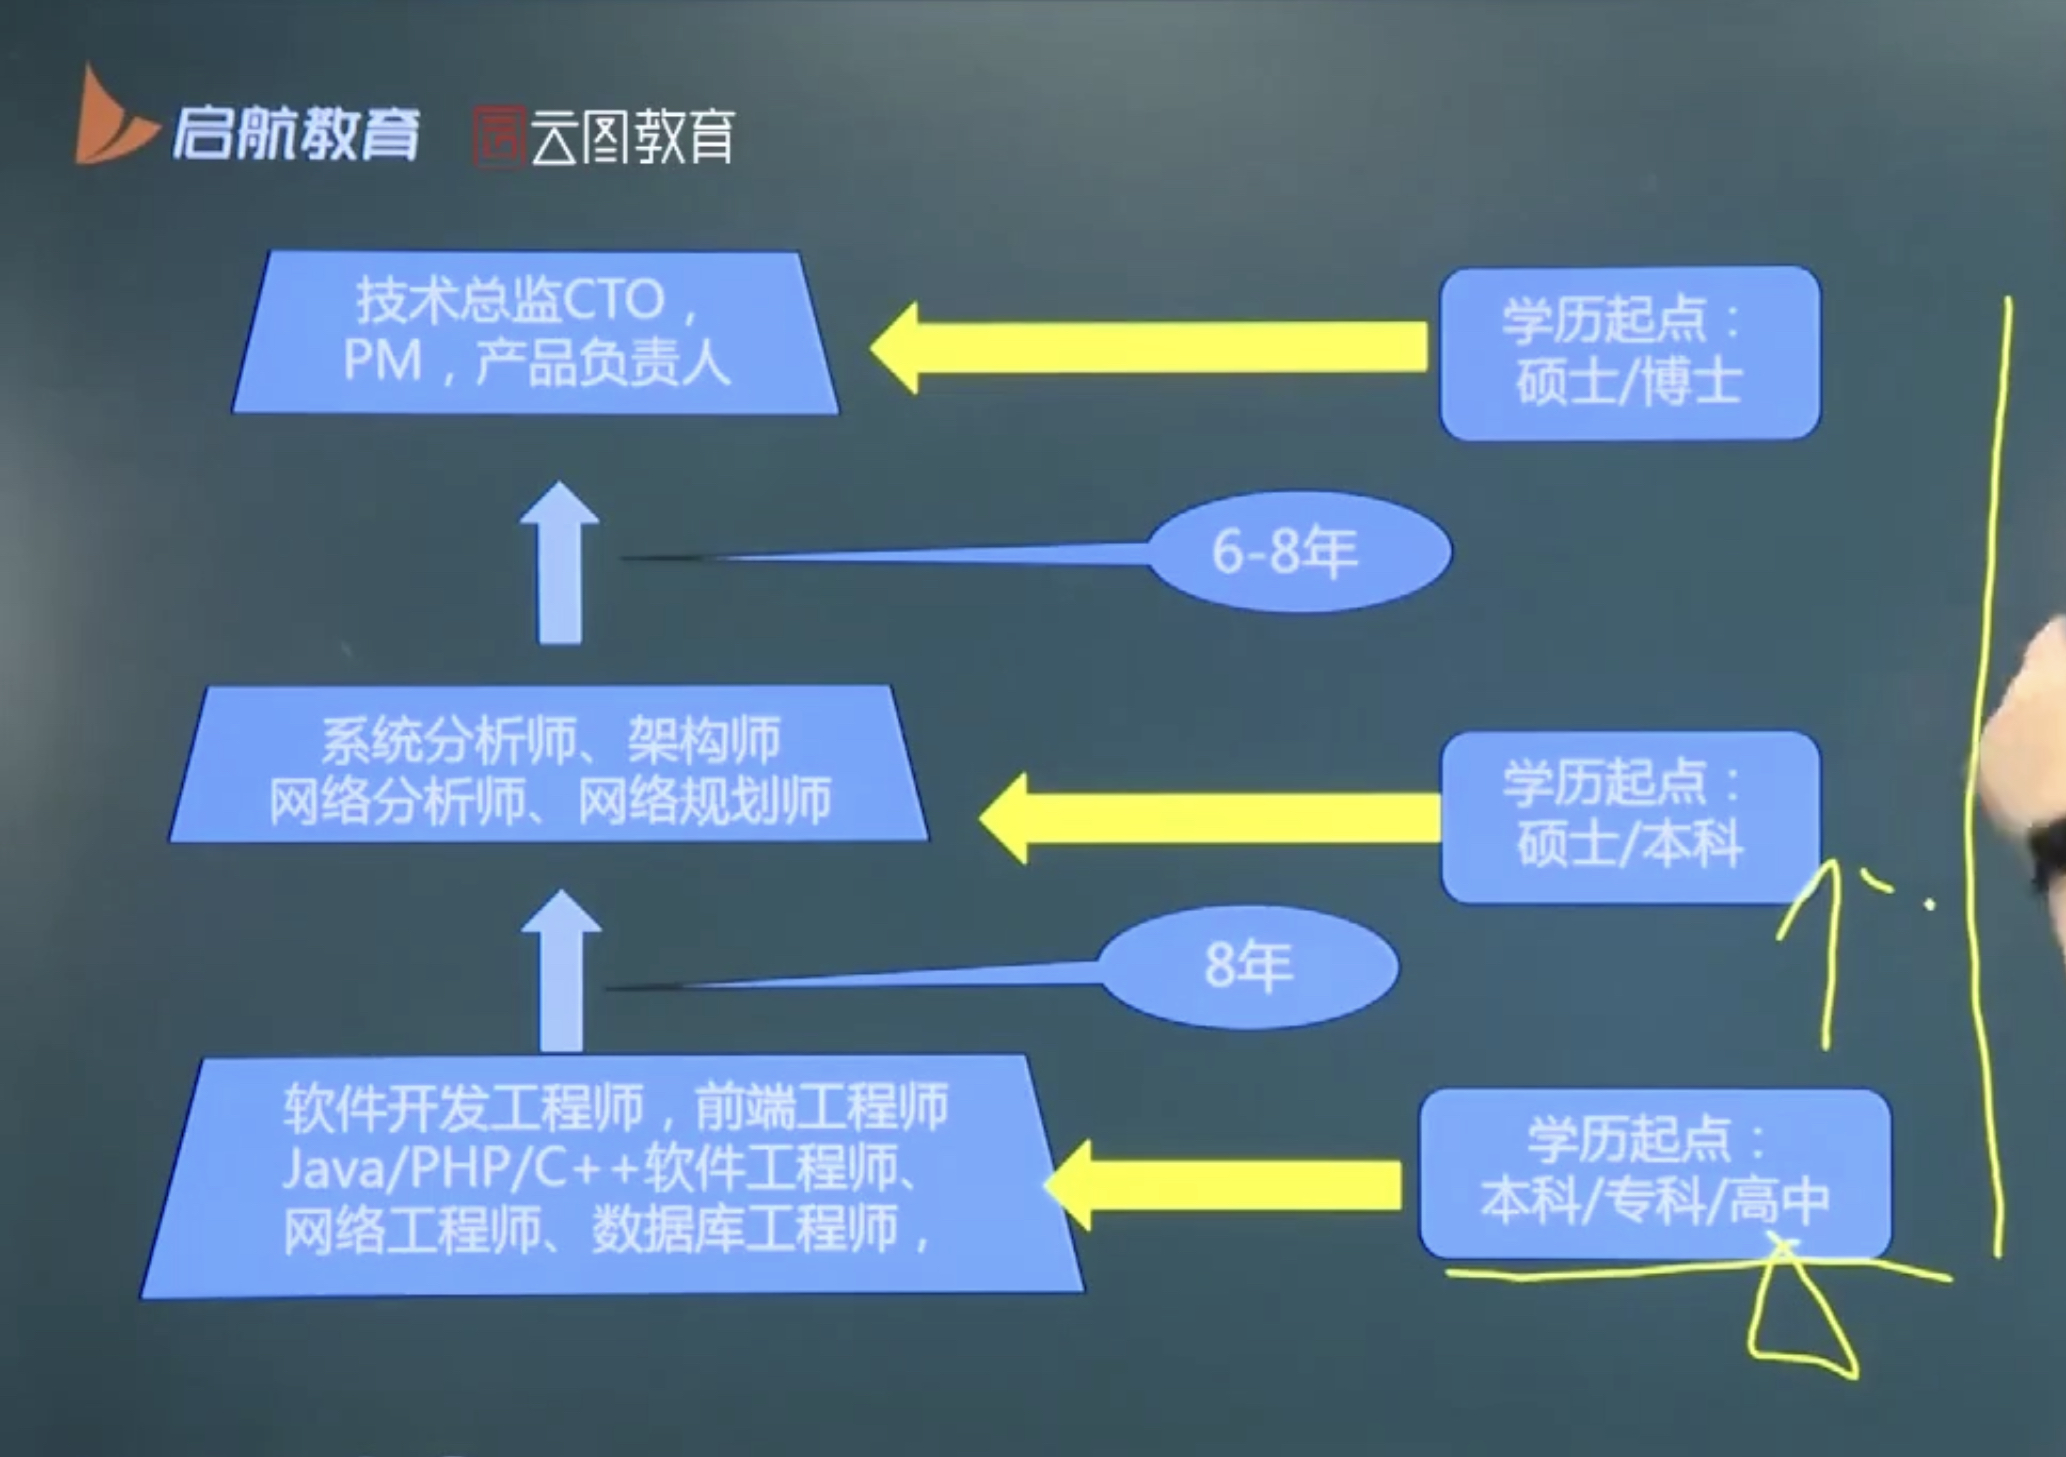 启航教育 云图教育
技术总监CTO，
PM，产品负责人
学历起点：
硕士/博士
6-8年
系统分析师、架构师
网络分析师、网络规划师
学历起点：
硕士/本科
8年
软件开发工程师，前端工程师
Java/PHP/C++软件工程师、
网络工程师、数据库工程师，
学历起点：
本科/专科/高中